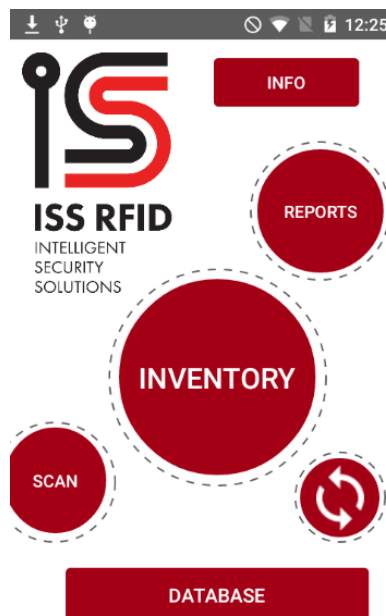 12:25
INFO
ISS RFID
INTELLIGENT
SECURITY
SOLUTIONS
REPORTS
INVENTORY
SCAN
DATABASE